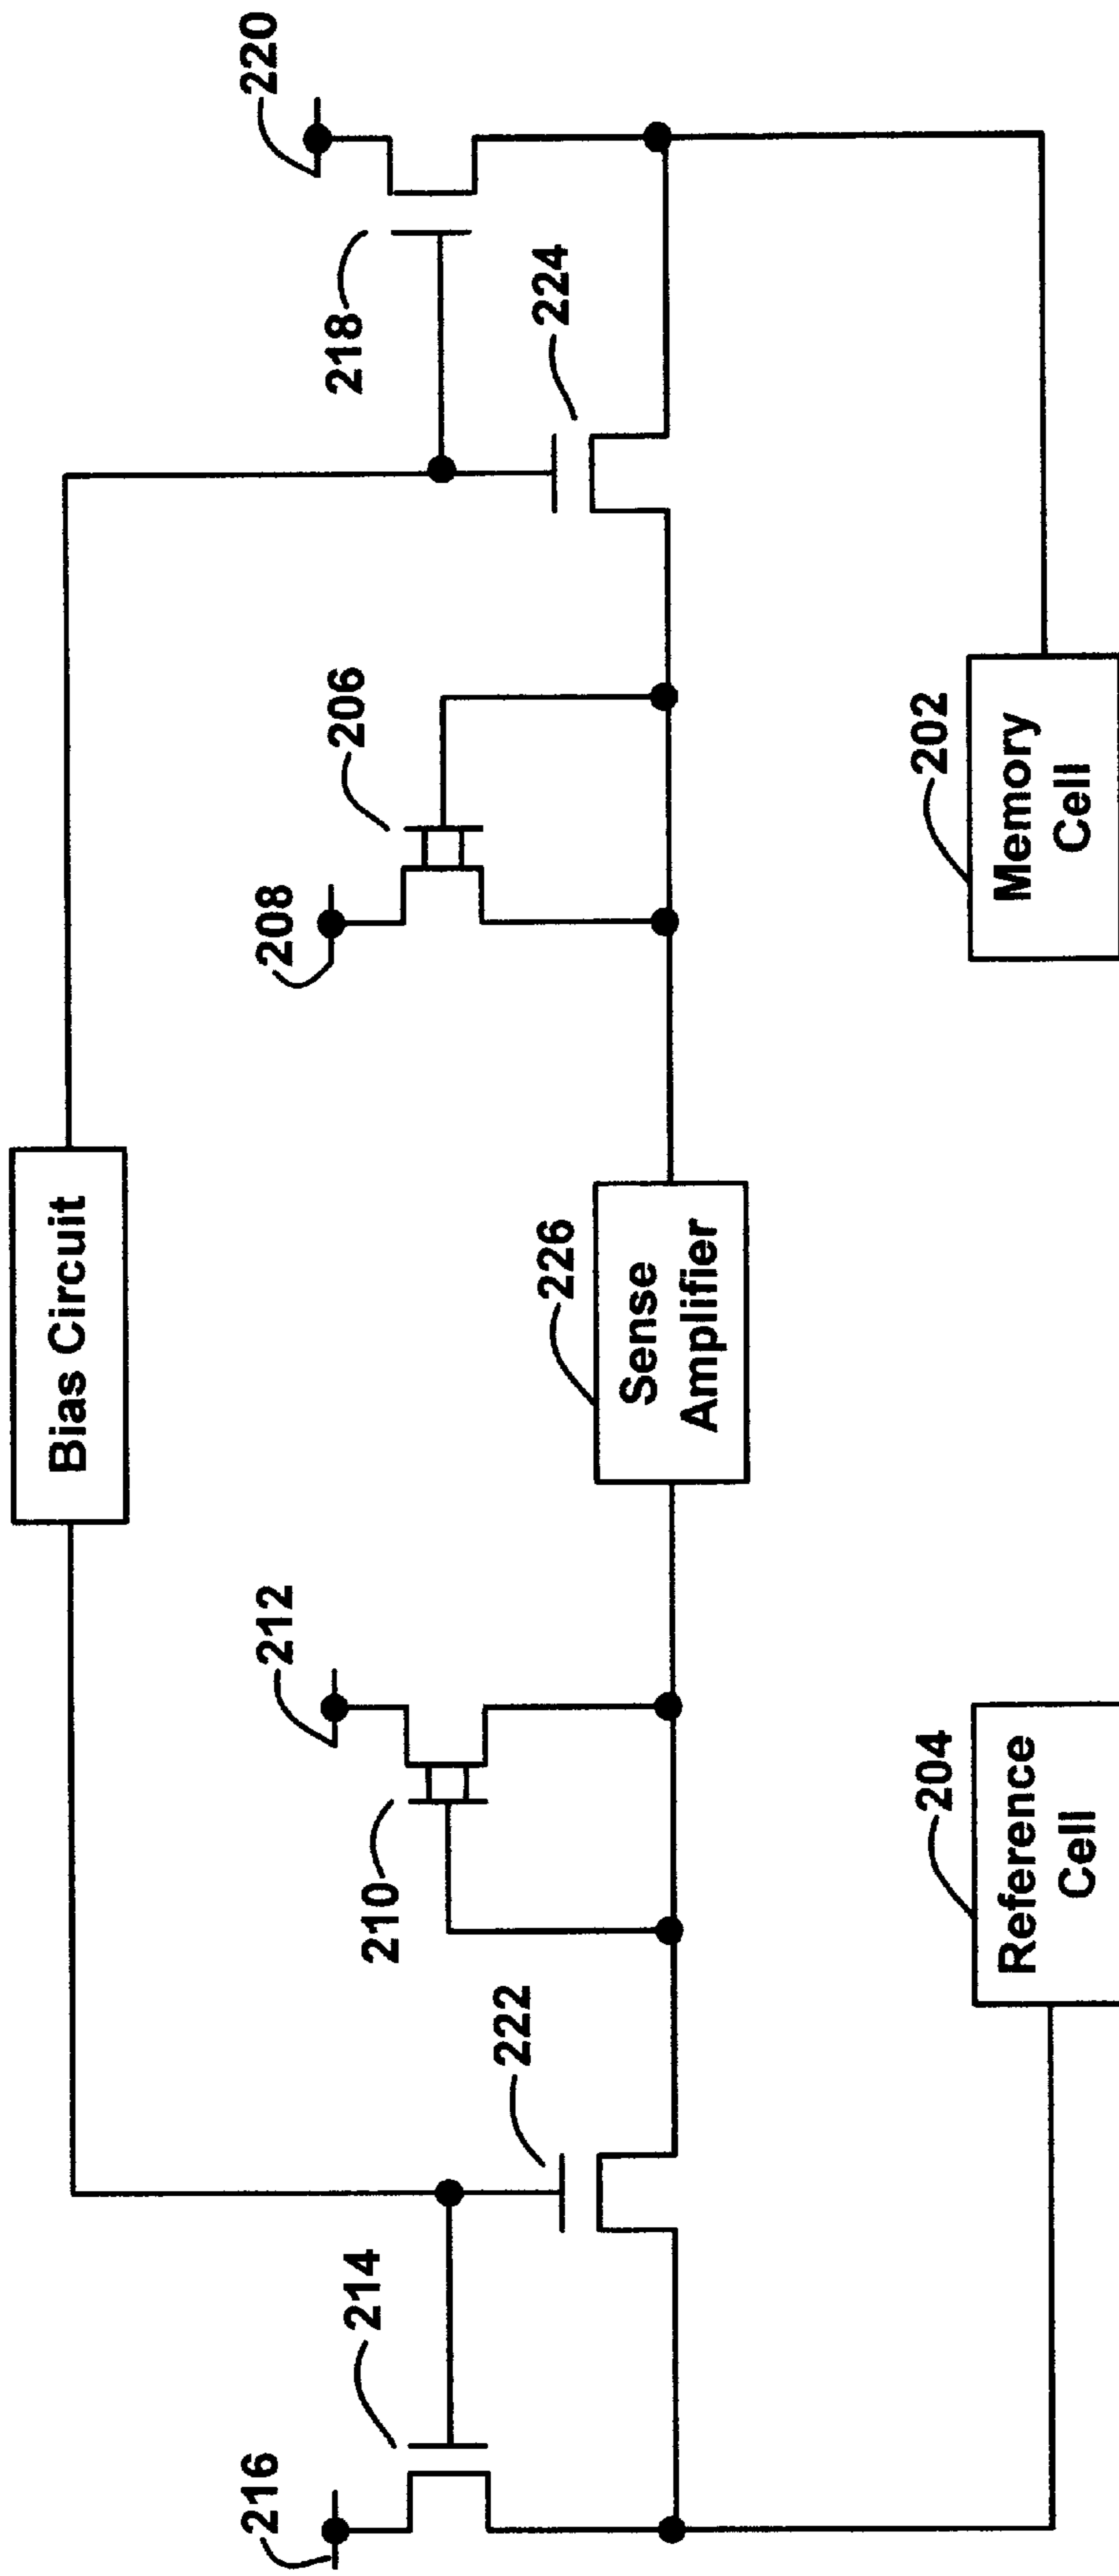 Bias Circuit
216
214
222
210
212
226
Sense
Amplifier
208
206
224
218
220
204
Reference
Cell
202
Memory
Cell